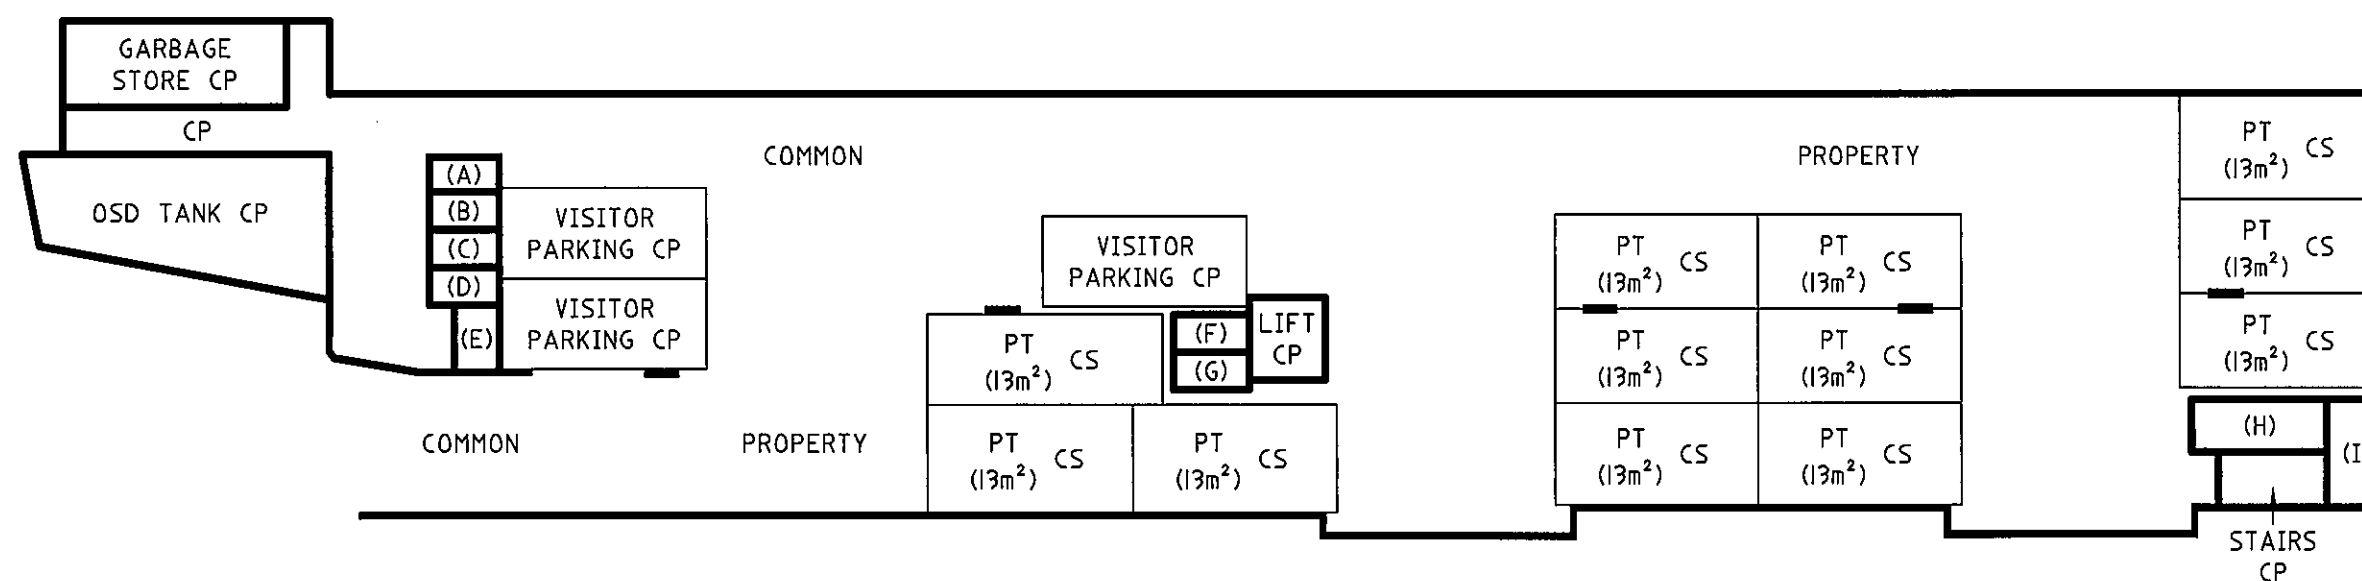 GARBAGE
STORE CP
CP
OSD TANK CP
(A)
(B)
(C)
(D)
(E)
VISITOR
PARKING CP
VISITOR
PARKING CP
COMMON
PROPERTY
COMMON
PROPERTY
VISITOR
PARKING CP
LIFT
CP
(F)
(G)
PT CS
(13m²)
PT CS
(13m²)
PT CS
(13m²)
PT CS
(13m²)
PT CS
(13m²)
PT CS
(13m²)
PT CS
(13m²)
PT CS
(13m²)
PT CS
(13m²)
PT CS
(13m²)
PT CS
(13m²)
PT CS
(13m²)
(H)
(I
STAIRS
CP